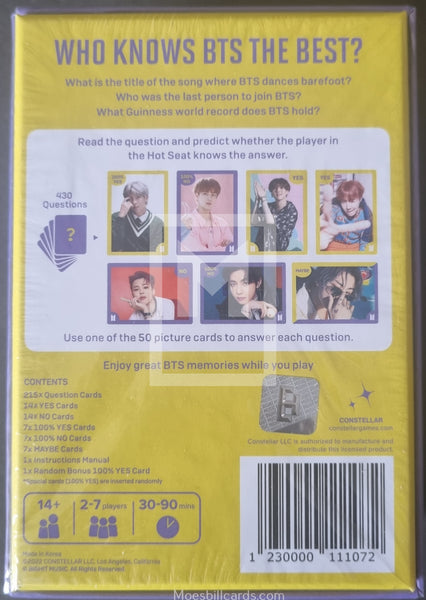 WHO KNOWS BTS THE BEST?
What is the title of the song where BTS dances barefoot?
Who was the last person to join BTS?
What Guinness world record does BTS hold?
Read the question and predict whether the player in
the Hot Seat knows the answer.
430
Questions
?
100%
YES
100%
NO
YES
YES
NO
100%
NO
MAYBE
Use one of the 50 picture cards to answer each question.
Enjoy great BTS memories while you play
CONTENTS
215x Question Cards
14x YES Cards
14x NO Cards
7x 100% YES Cards
7x 100% NO Cards
7x MAYBE Cards
1x Instructions Manual
1x Random Bonus 100% YES Card
*Special cards (100% YES) are inserted randomly
CONSTELLAR
constellargames.com
Constellar LLC is authorized to manufacture and
distribute this licensed product.
14+
2-7 players
30-90 mins
Made in Korea
©2022 CONSTELLAR LLC, Los Angeles, California
BIGHIT MUSIC. All Rights Reserved.
1 230000 111072
Moesbillcards.com